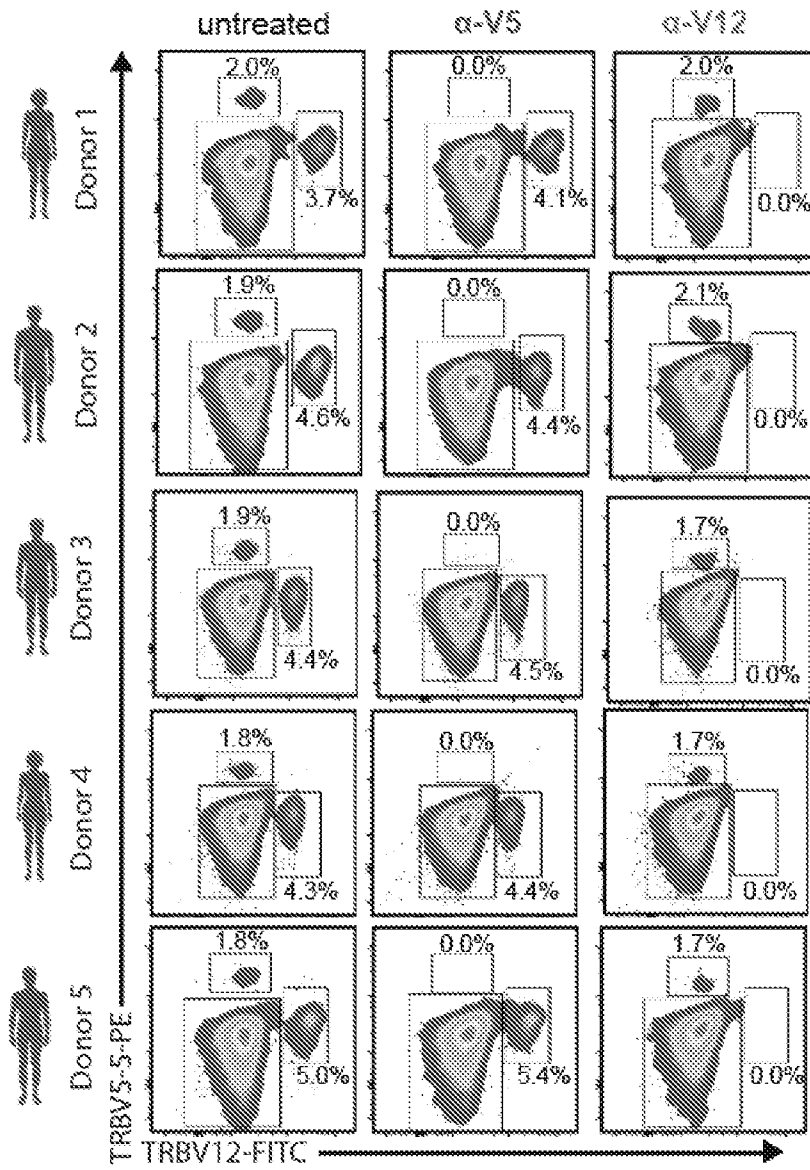 untreated α-V5 α-V12
Donor 1
2.0% 0.0% 2.0%
3.7% 4.1% 0.0%
Donor 2
1.9% 0.0% 2.1%
4.6% 4.4% 0.0%
Donor 3
1.9% 0.0% 1.7%
4.4% 4.5% 0.0%
Donor 4
1.8% 0.0% 1.7%
4.3% 4.4% 0.0%
Donor 5
1.8% 0.0% 1.7%
5.0% 5.4% 0.0%
TRBV5-5-PE
TRBV12-FITC